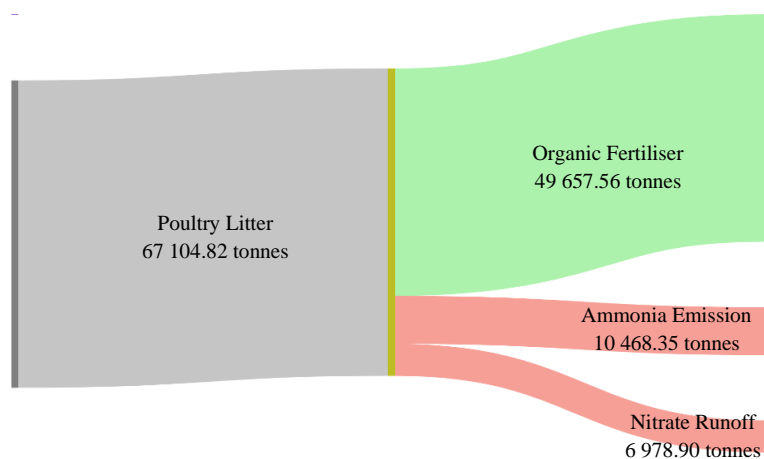 Organic Fertiliser
49 657.56 tonnes
Poultry Litter
67 104.82 tonnes
Ammonia Emission
10 468.35 tonnes
Nitrate Runoff
6 978.90 tonnes